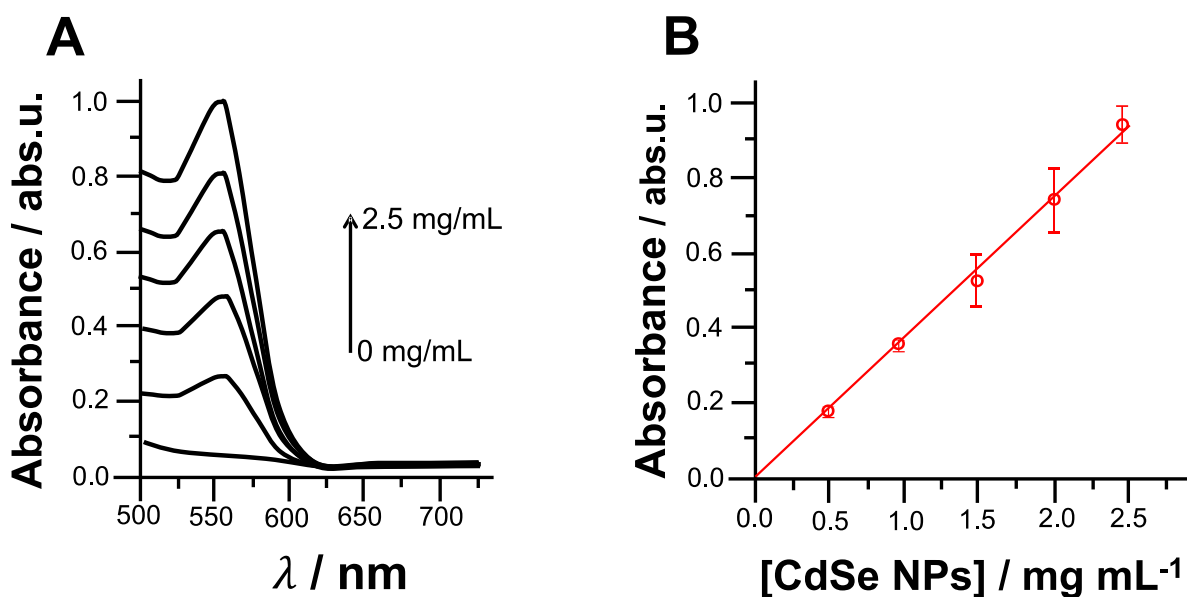 A
Absorbance / abs.u.
1.0
0.8
0.6
0.4
0.2
0.0
2.5 mg/mL
0 mg/mL
500 550 600 650 700
λ / nm
B
Absorbance / abs.u.
1.0
0.8
0.6
0.4
0.2
0.0
0.0 0.5 1.0 1.5 2.0 2.5
[CdSe NPs] / mg mL⁻¹